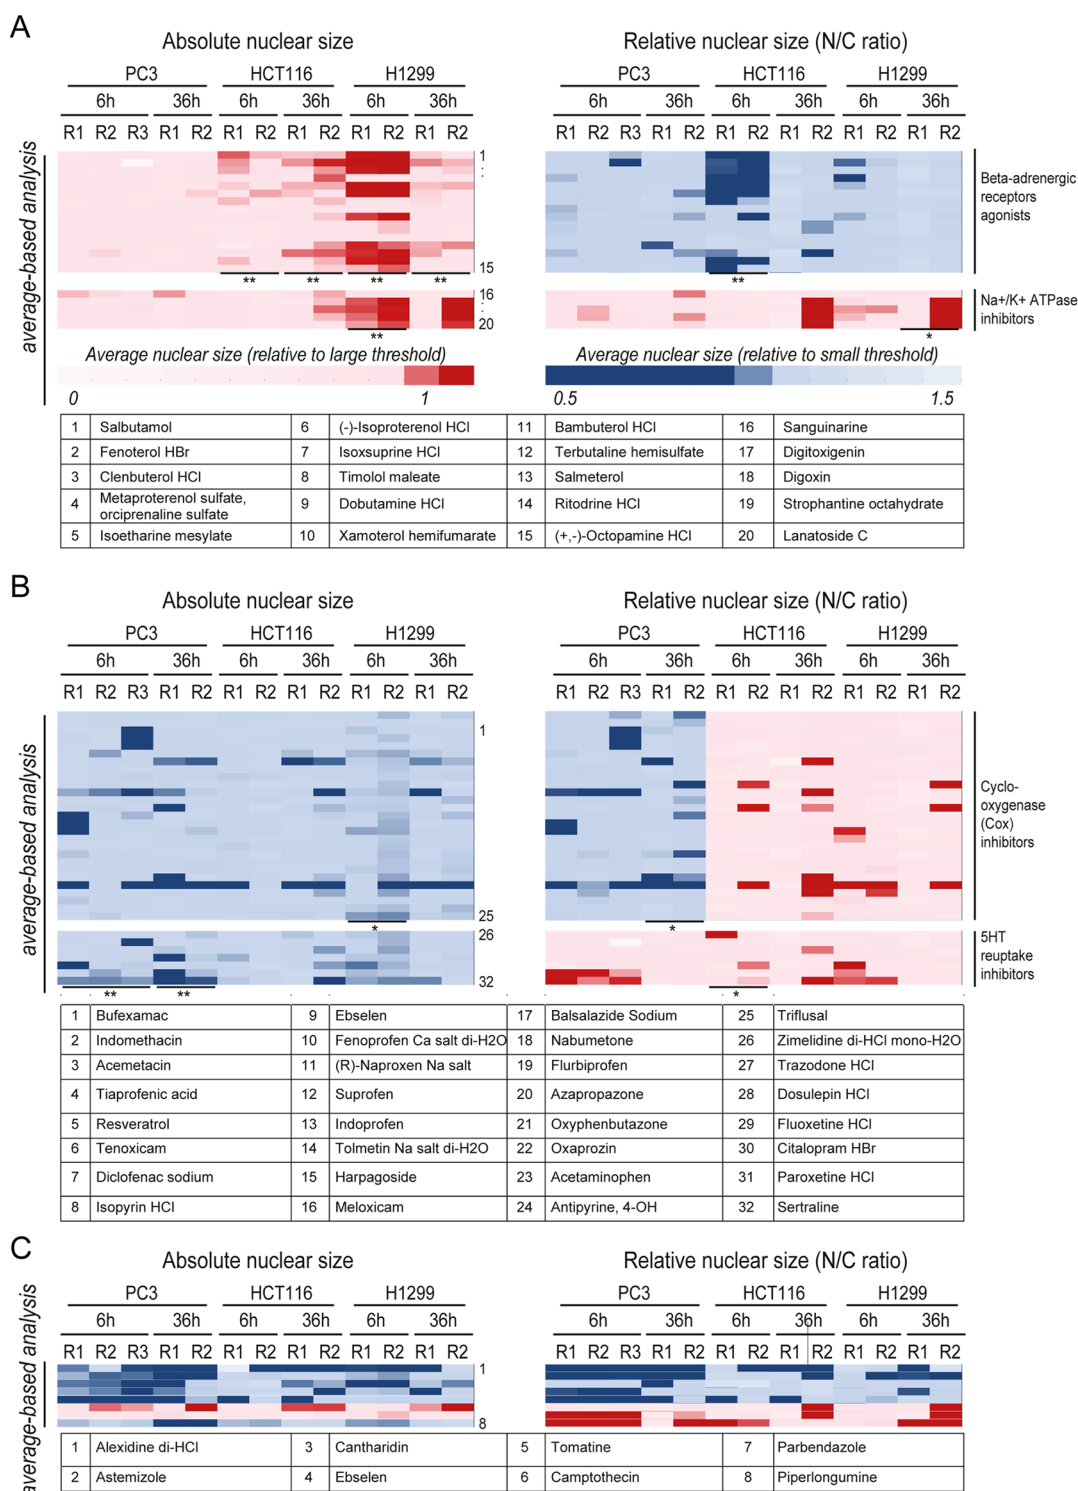 A
Absolute nuclear size
Relative nuclear size (N/C ratio)
PC3 HCT116 H1299 PC3 HCT116 H1299
6h 36h 6h 36h 6h 36h 6h 36h 6h 36h 6h 36h
R1 R2 R3 R1 R2 R1 R2 R1 R2 R1 R2 R1 R2 R1 R2 R3 R1 R2 R1 R2 R1 R2 R1 R2 R1 R2
average-based analysis
1
:
15
** ** ** ** **
Beta-adrenergic
receptors
agonists
16
:
20
** *
Na+/K+ ATPase
inhibitors
Average nuclear size (relative to large threshold)
0 1
Average nuclear size (relative to small threshold)
0.5 1.5
1 Salbutamol 6 (-)-Isoproterenol HCl 11 Bambuterol HCl 16 Sanguinarine
2 Fenoterol HBr 7 Isoxsuprine HCl 12 Terbutaline hemisulfate 17 Digitoxigenin
3 Clenbuterol HCl 8 Timolol maleate 13 Salmeterol 18 Digoxin
4 Metaproterenol sulfate,
orciprenaline sulfate 9 Dobutamine HCl 14 Ritodrine HCl 19 Strophantine octahydrate
5 Isoetharine mesylate 10 Xamoterol hemifumarate 15 (+,-)-Octopamine HCl 20 Lanatoside C
B
Absolute nuclear size
Relative nuclear size (N/C ratio)
PC3 HCT116 H1299 PC3 HCT116 H1299
6h 36h 6h 36h 6h 36h 6h 36h 6h 36h 6h 36h
R1 R2 R3 R1 R2 R1 R2 R1 R2 R1 R2 R1 R2 R1 R2 R3 R1 R2 R1 R2 R1 R2 R1 R2 R1 R2
average-based analysis
1
25
* *
Cyclo-
oxygenase
(Cox)
inhibitors
26
32
** ** *
5HT
reuptake
inhibitors
1 Bufexamac 9 Ebselen 17 Balsalazide Sodium 25 Triflusal
2 Indomethacin 10 Fenoprofen Ca salt di-H2O 18 Nabumetone 26 Zimelidine di-HCl mono-H2O
3 Acemetacin 11 (R)-Naproxen Na salt 19 Flurbiprofen 27 Trazodone HCl
4 Tiaprofenic acid 12 Suprofen 20 Azapropazone 28 Dosulepin HCl
5 Resveratrol 13 Indoprofen 21 Oxyphenbutazone 29 Fluoxetine HCl
6 Tenoxicam 14 Tolmetin Na salt di-H2O 22 Oxaprozin 30 Citalopram HBr
7 Diclofenac sodium 15 Harpagoside 23 Acetaminophen 31 Paroxetine HCl
8 Isopyrin HCl 16 Meloxicam 24 Antipyrine, 4-OH 32 Sertraline
C
Absolute nuclear size
Relative nuclear size (N/C ratio)
PC3 HCT116 H1299 PC3 HCT116 H1299
6h 36h 6h 36h 6h 36h 6h 36h 6h 36h 6h 36h
R1 R2 R3 R1 R2 R1 R2 R1 R2 R1 R2 R1 R2 R1 R2 R3 R1 R2 R1 R2 R1 R2 R1 R2 R1 R2
average-based analysis
1
8
1 Alexidine di-HCl 3 Cantharidin 5 Tomatine 7 Parbendazole
2 Astemizole 4 Ebselen 6 Camptothecin 8 Piperlongumine